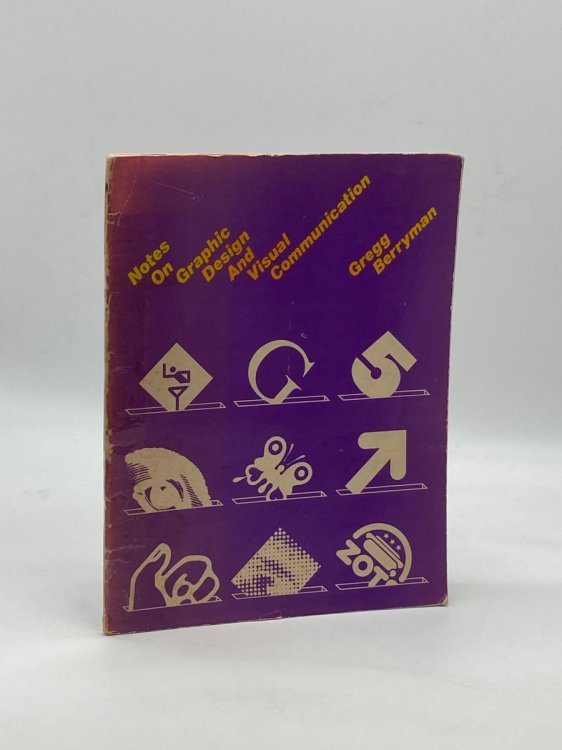 Notes
On
Graphic
Design
And
Visual
Communication
Gregg
Berryman
G
5
ZOT!